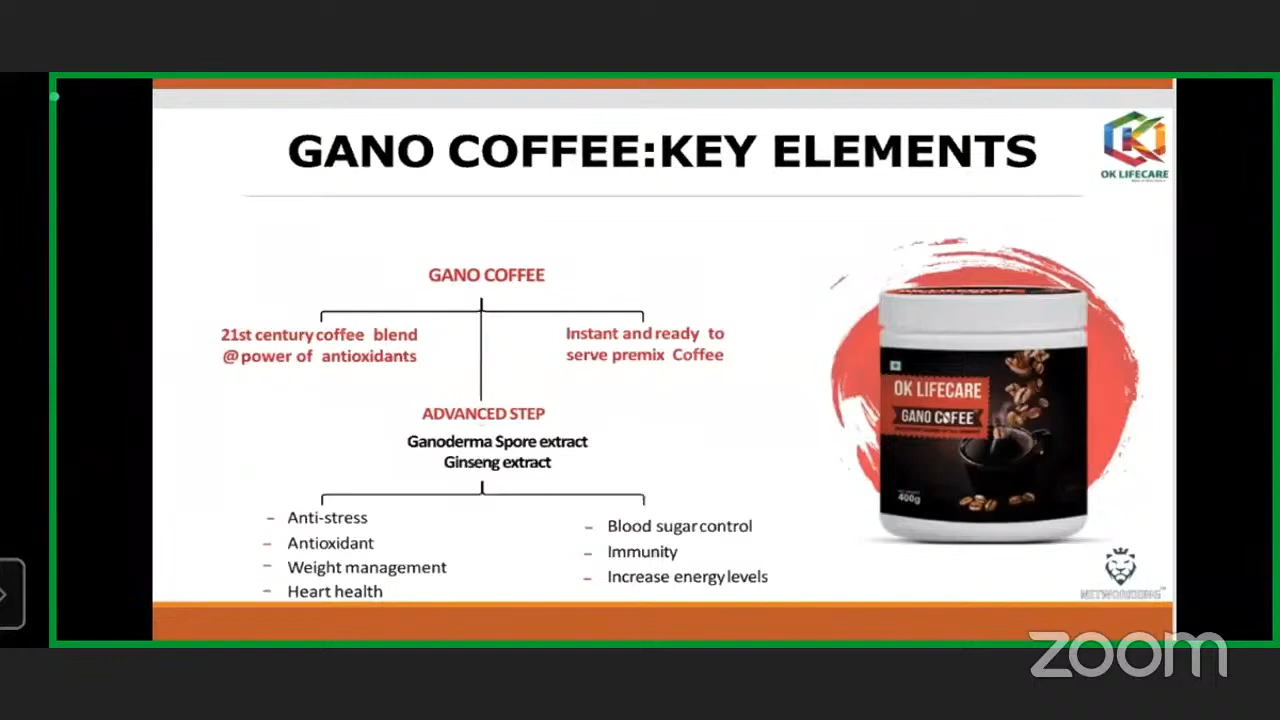 GANO COFFEE:KEY ELEMENTS
OK LIFECARE
GANO COFFEE
21st century coffee blend
@power of antioxidants
Instant and ready to
serve premix Coffee
ADVANCED STEP
Ganoderma Spore extract
Ginseng extract
- Anti-stress
- Antioxidant
- Weight management
- Heart health
- Blood sugar control
- Immunity
- Increase energy levels
OK LIFECARE
GANO COFEE
400g
NETWORKKING
zoom